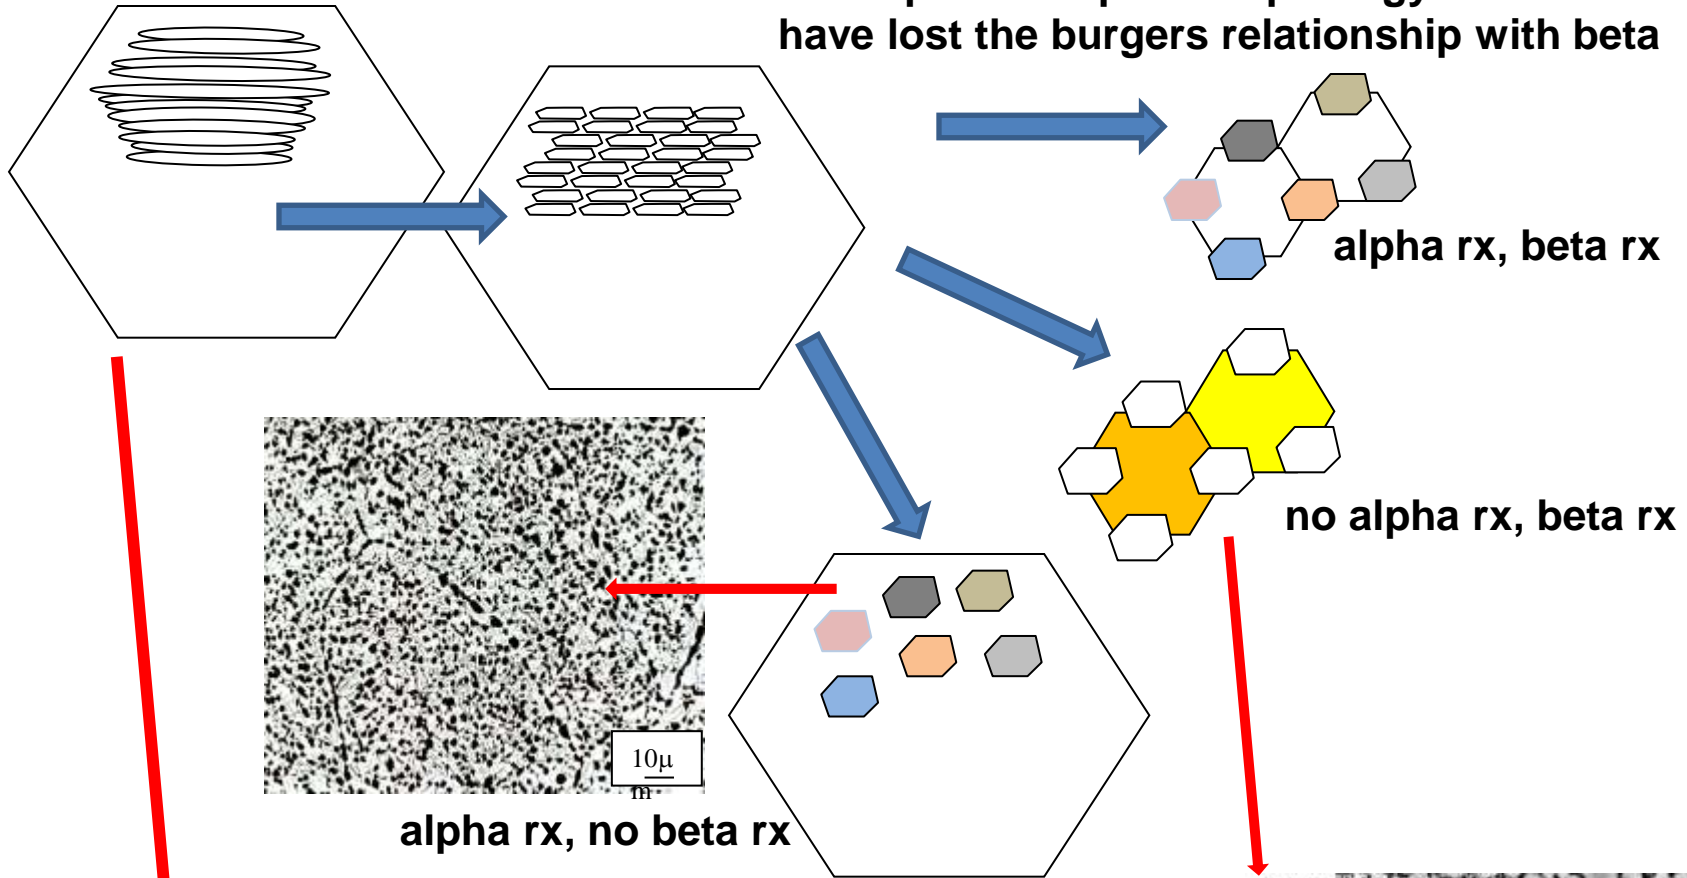 have lost the burgers relationship with beta
alpha rx, beta rx
no alpha rx, beta rx
10μ
m
alpha rx, no beta rx